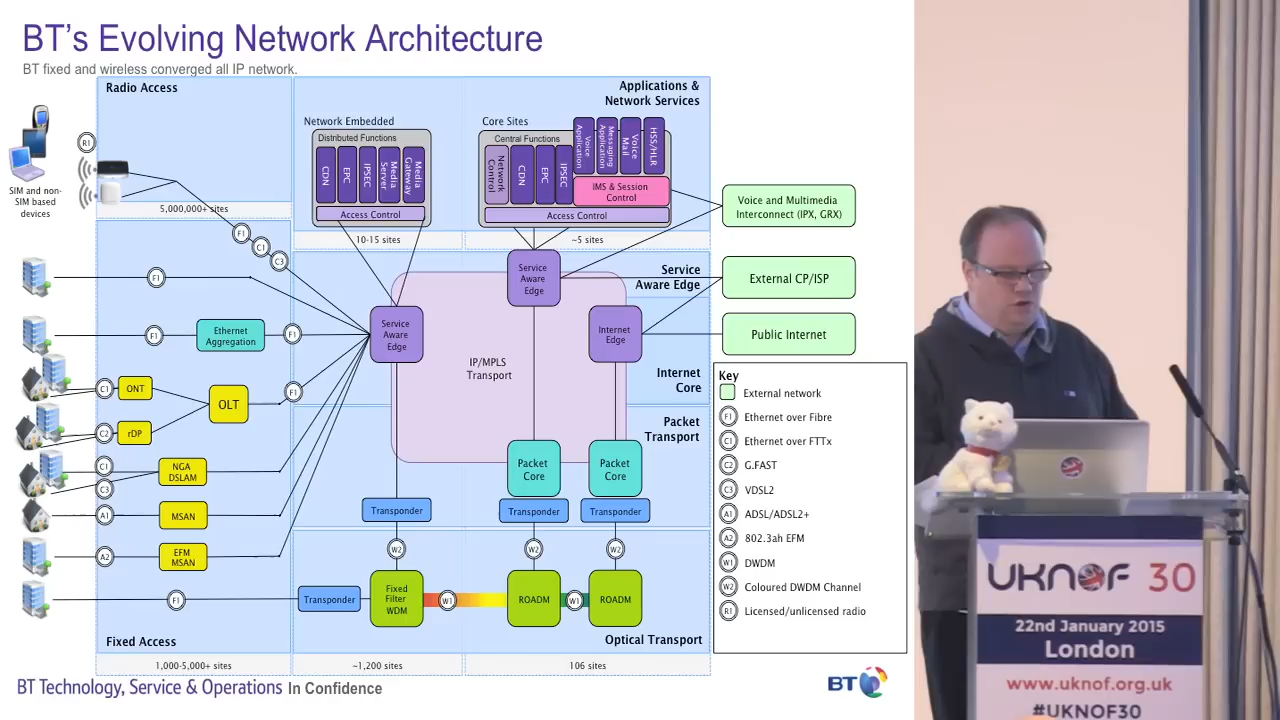 BT's Evolving Network Architecture
BT fixed and wireless converged all IP network.
Radio Access
Applications &
Network Services
Network Embedded
Core Sites
Distributed Functions
CDN
EPC
IPSEC
Media
Server
Media
Gateway
Access Control
Central Functions
Network
Control
CDN
EPC
IPSEC
Voice
Application
Messaging
Application
Voice
Mail
HSS/HLR
IMS & Session
Control
Access Control
R1
SIM and non-
SIM based
devices
5,000,000+ sites
10-15 sites
~5 sites
Voice and Multimedia
Interconnect (IPX, GRX)
External CP/ISP
Public Internet
F1
C1
C3
Service
Aware
Edge
Service
Aware Edge
F1
F1
Ethernet
Aggregation
F1
Service
Aware
Edge
Internet
Edge
IP/MPLS
Transport
Internet
Core
C1
ONT
OLT
F1
C2
rDP
Packet
Transport
C1
C3
NGA
DSLAM
Packet
Core
Packet
Core
A1
MSAN
Transponder
Transponder
Transponder
A2
EFM
MSAN
W2
W2
W2
F1
Transponder
Fixed
Filter
WDM
W1
ROADM
W1
ROADM
Fixed Access
Optical Transport
1,000-5,000+ sites
~1,200 sites
106 sites
Key
External network
F1 Ethernet over Fibre
C1 Ethernet over FTTx
C2 G.FAST
C3 VDSL2
A1 ADSL/ADSL2+
A2 802.3ah EFM
W1 DWDM
W2 Coloured DWDM Channel
R1 Licensed/unlicensed radio
BT Technology, Service & Operations In Confidence
BT
UKNOF 30
22nd January 2015
London
www.uknof.org.uk
#UKNOF30